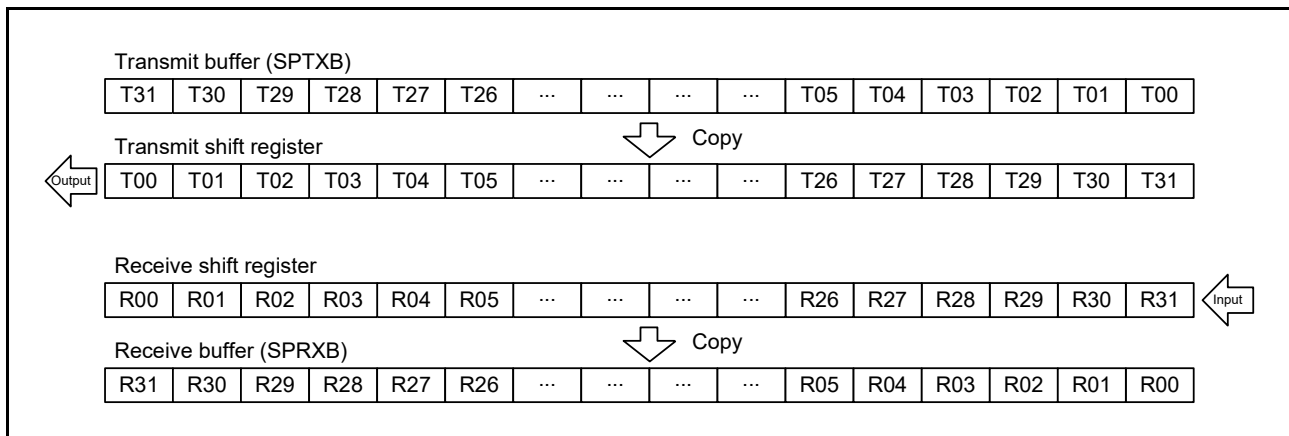 Transmit buffer (SPTXB)
T31 T30 T29 T28 T27 T26 ... ... ... ... T05 T04 T03 T02 T01 T00
Copy
Transmit shift register
Output T00 T01 T02 T03 T04 T05 ... ... ... ... T26 T27 T28 T29 T30 T31
Receive shift register
R00 R01 R02 R03 R04 R05 ... ... ... ... R26 R27 R28 R29 R30 R31 Input
Copy
Receive buffer (SPRXB)
R31 R30 R29 R28 R27 R26 ... ... ... ... R05 R04 R03 R02 R01 R00